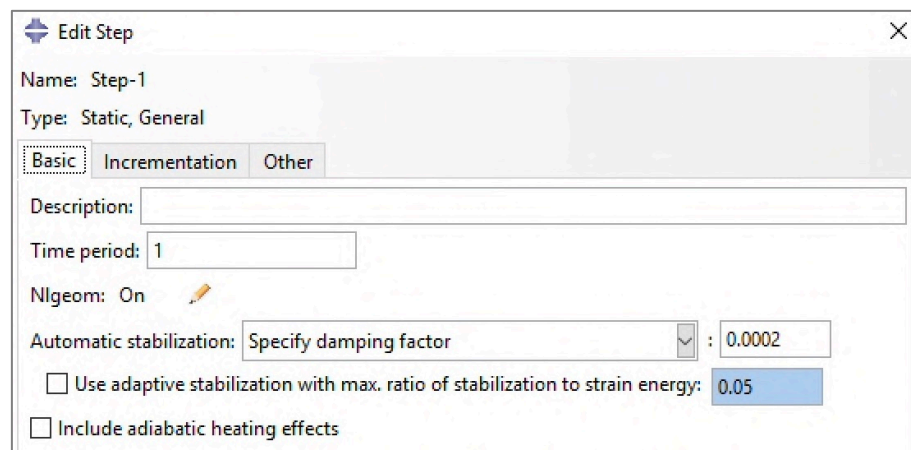 Edit Step
Name: Step-1
Type: Static, General
Basic Incrementation Other
Description:
Time period: 1
Nlgeom: On
Automatic stabilization: Specify damping factor : 0.0002
Use adaptive stabilization with max. ratio of stabilization to strain energy: 0.05
Include adiabatic heating effects